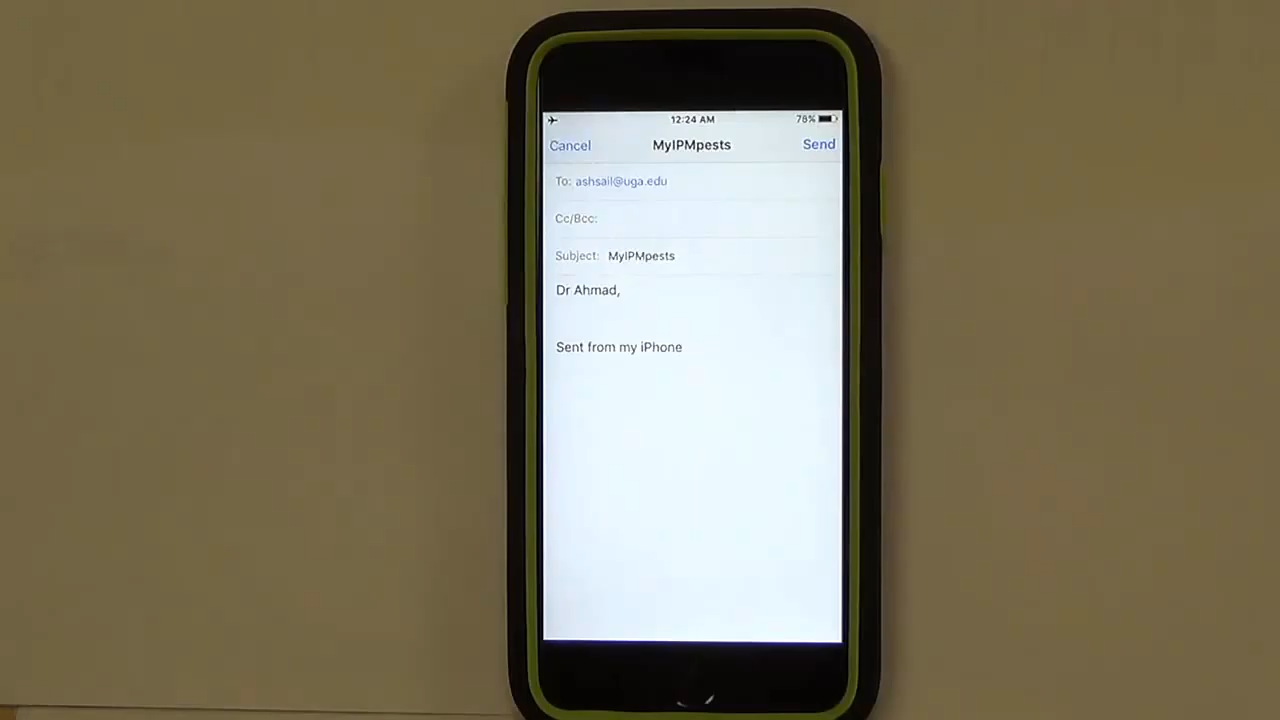 12:24 AM 78%
Cancel MyIPMpests Send
To: ashsail@uga.edu
Cc/Bcc:
Subject: MyIPMpests
Dr Ahmad,
Sent from my iPhone